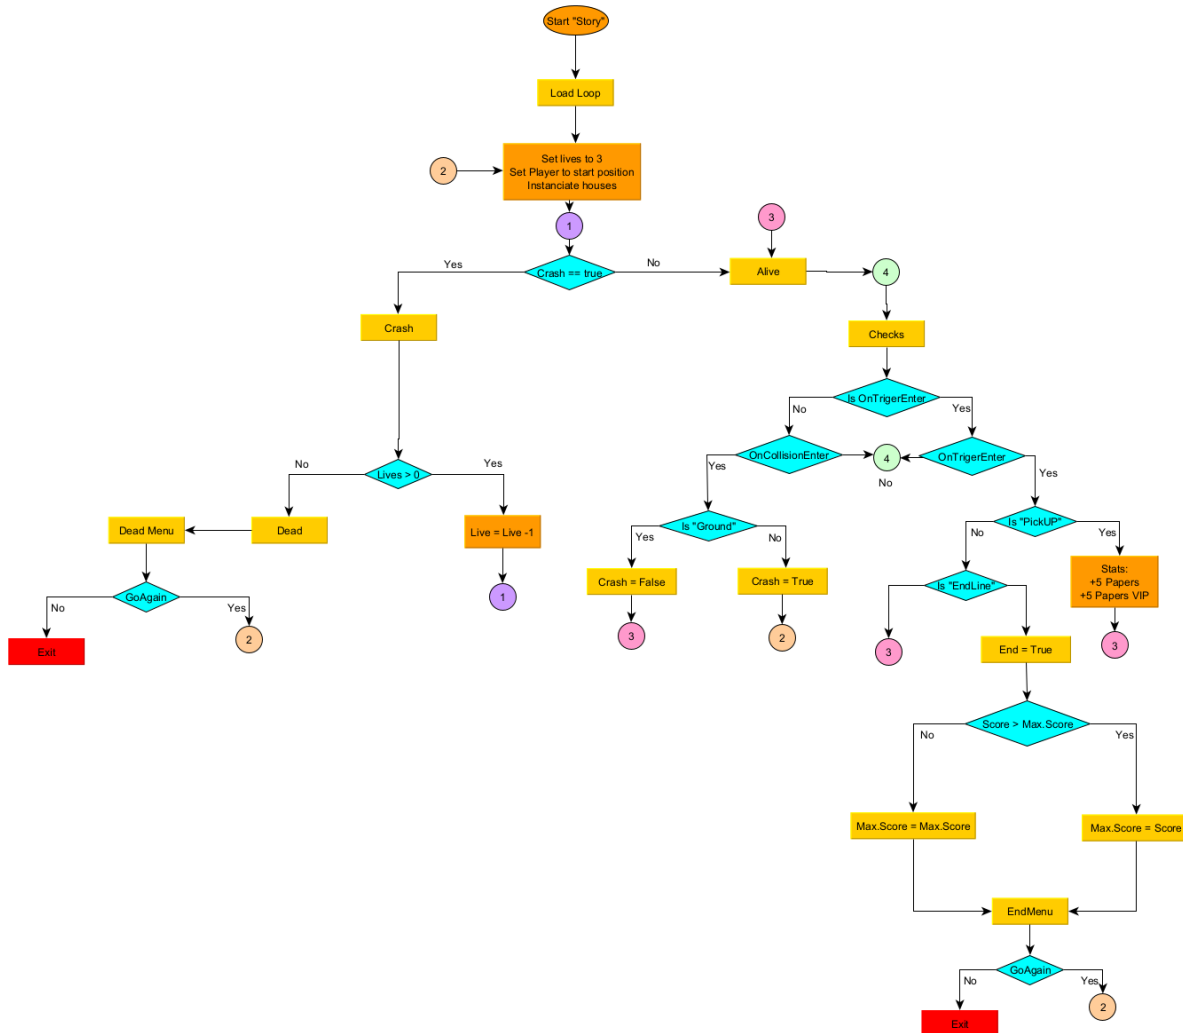 Start "Story"
Load Loop
Set lives to 3
Set Player to start position
Instanciate houses
2
1
3
Yes
Crash == true
No
Alive
4
Crash
Checks
Is OnTrigerEnter
No
Yes
OnCollisionEnter
4
OnTrigerEnter
No
Yes
Lives > 0
Yes
No
Yes
Dead Menu
Dead
Live = Live -1
Is "Ground"
Yes
No
Is "PickUP"
No
Yes
GoAgain
No
Yes
1
Crash = False
Crash = True
Is "EndLine"
Stats:
+5 Papers
+5 Papers VIP
Exit
2
3
2
3
End = True
3
Score > Max.Score
No
Yes
Max.Score = Max.Score
Max.Score = Score
EndMenu
GoAgain
No
Yes
2
Exit